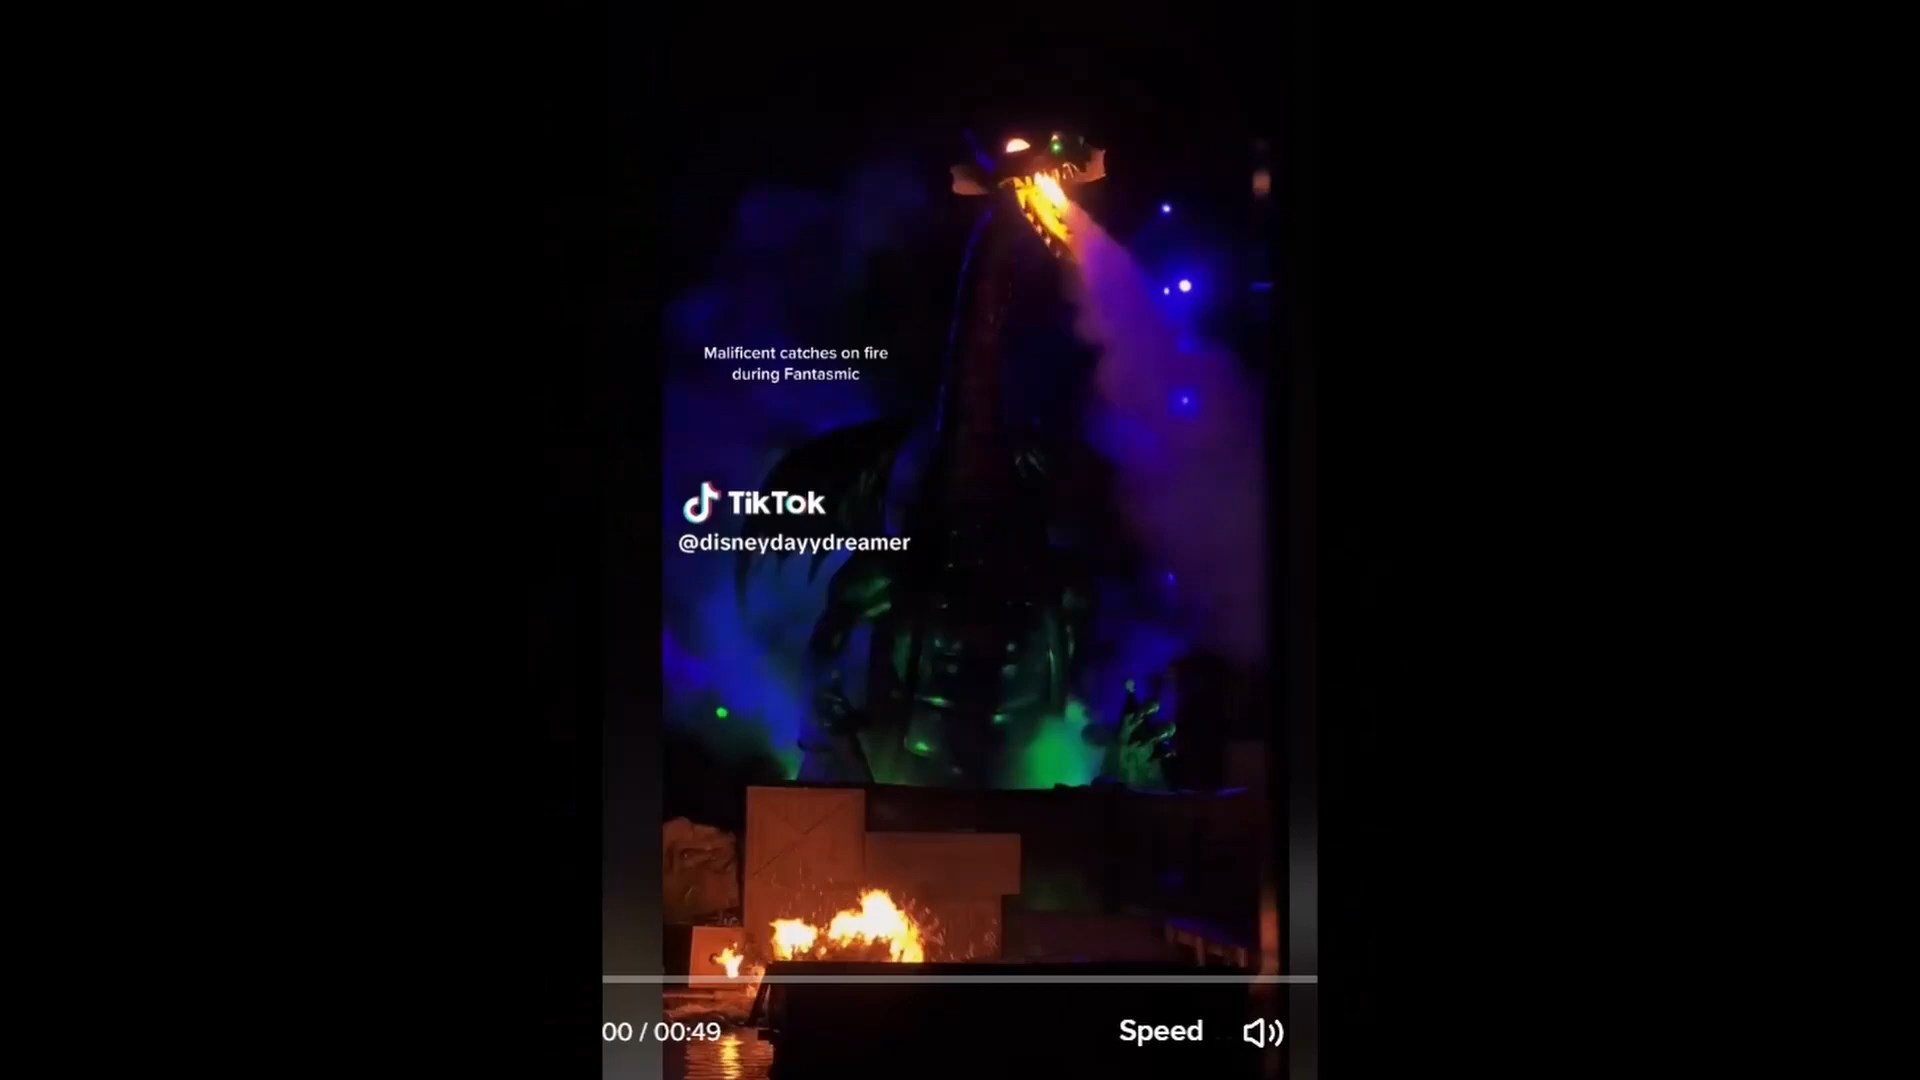 Malificent catches on fire
during Fantasmic
TikTok
@disneydayydreamer
00 / 00:49
Speed